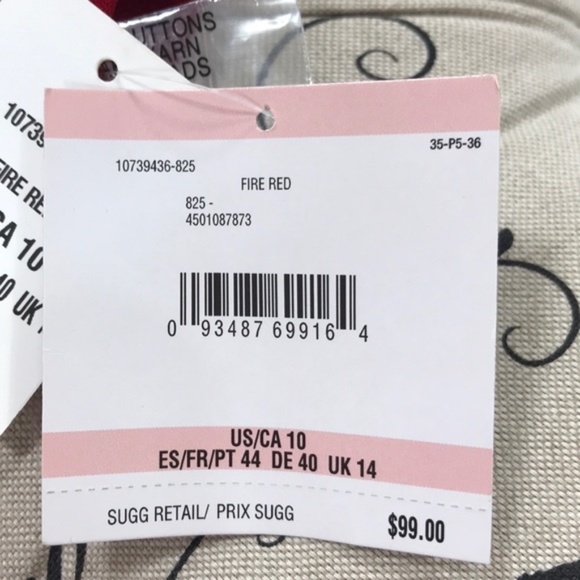 35-P5-36
10739436-825
FIRE RED
825 -
4501087873
0 93487 69916 4
US/CA 10
ES/FR/PT 44 DE 40 UK 14
SUGG RETAIL/ PRIX SUGG
$99.00
UTTONS
ARN
DS
1073
FIRE RE
CA 10
40 UK